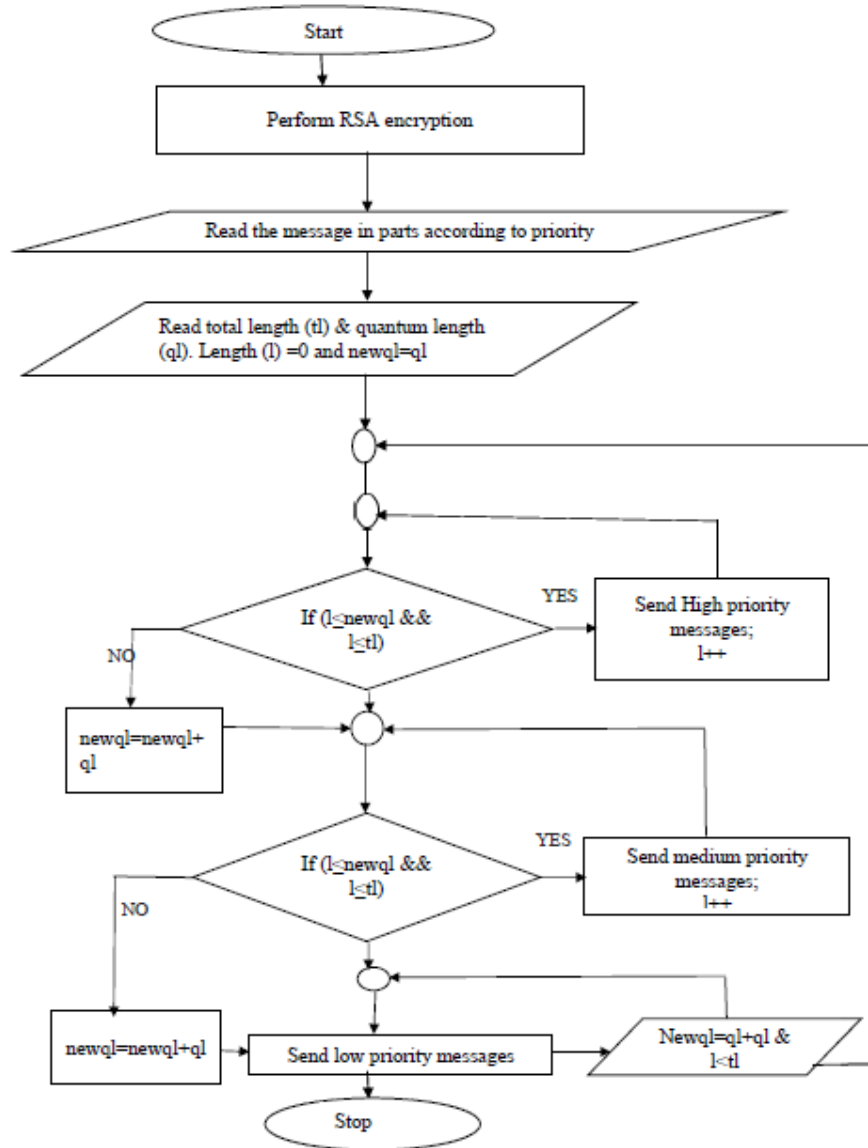 Start
Perform RSA encryption
Read the message in parts according to priority
Read total length (tl) & quantum length
(ql). Length (l) =0 and newql=ql
If (l≤newql &&
l≤tl)
YES
Send High priority
messages;
l++
NO
newql=newql+
ql
If (l≤newql &&
l≤tl)
YES
Send medium priority
messages;
l++
NO
newql=newql+ql
Send low priority messages
Newql=ql+ql &
l<tl
Stop